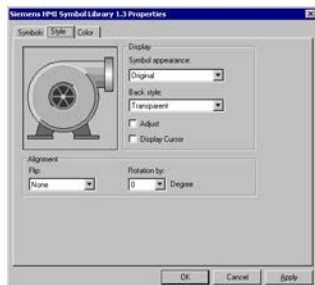 Siemens HMI Symbol Library 1.3 Properties
Symbols Style Color
Display
Symbol appearance:
Original
Back style:
Transparent
Adjust
Display Cursor
Alignment
Flip:
None
Rotation by:
0 Degree
OK Cancel Apply